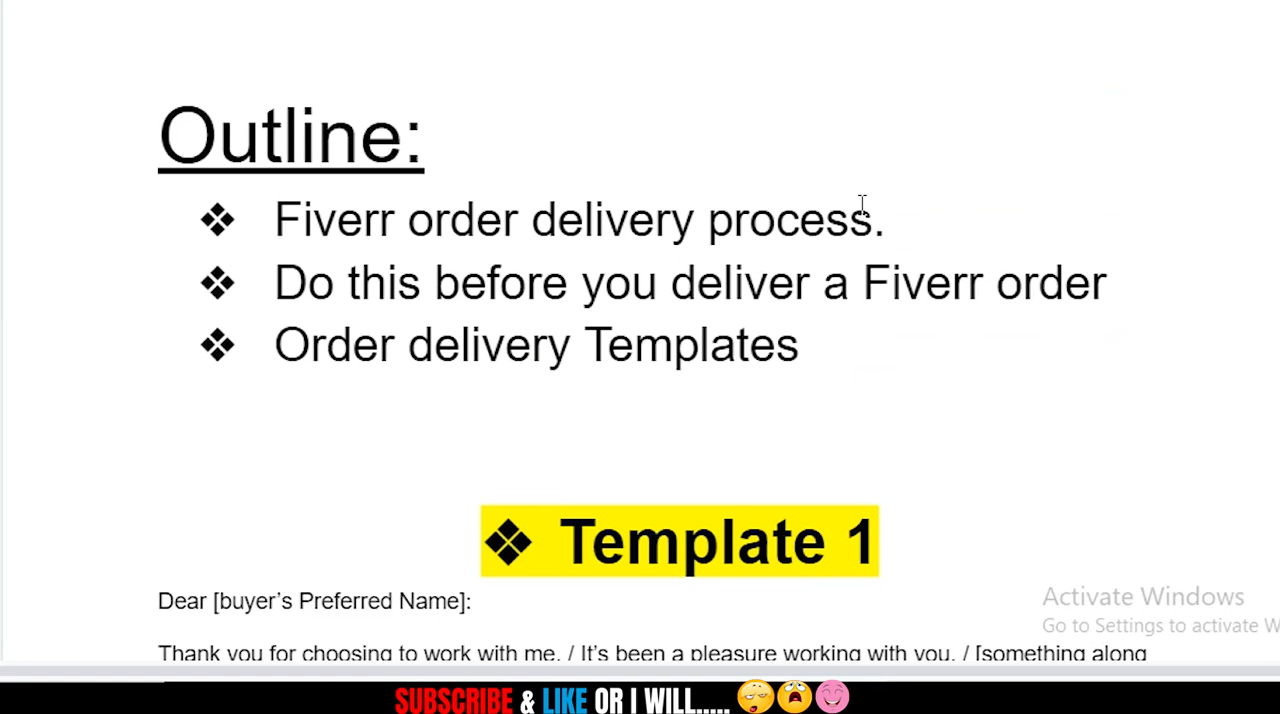 Outline:
❖ Fiverr order delivery process.
❖ Do this before you deliver a Fiverr order
❖ Order delivery Templates
❖ Template 1
Dear [buyer’s Preferred Name]:
Activate Windows
Go to Settings to activate W
Thank you for choosing to work with me. / It’s been a pleasure working with you. / [something along
SUBSCRIBE & LIKE OR I WILL.....